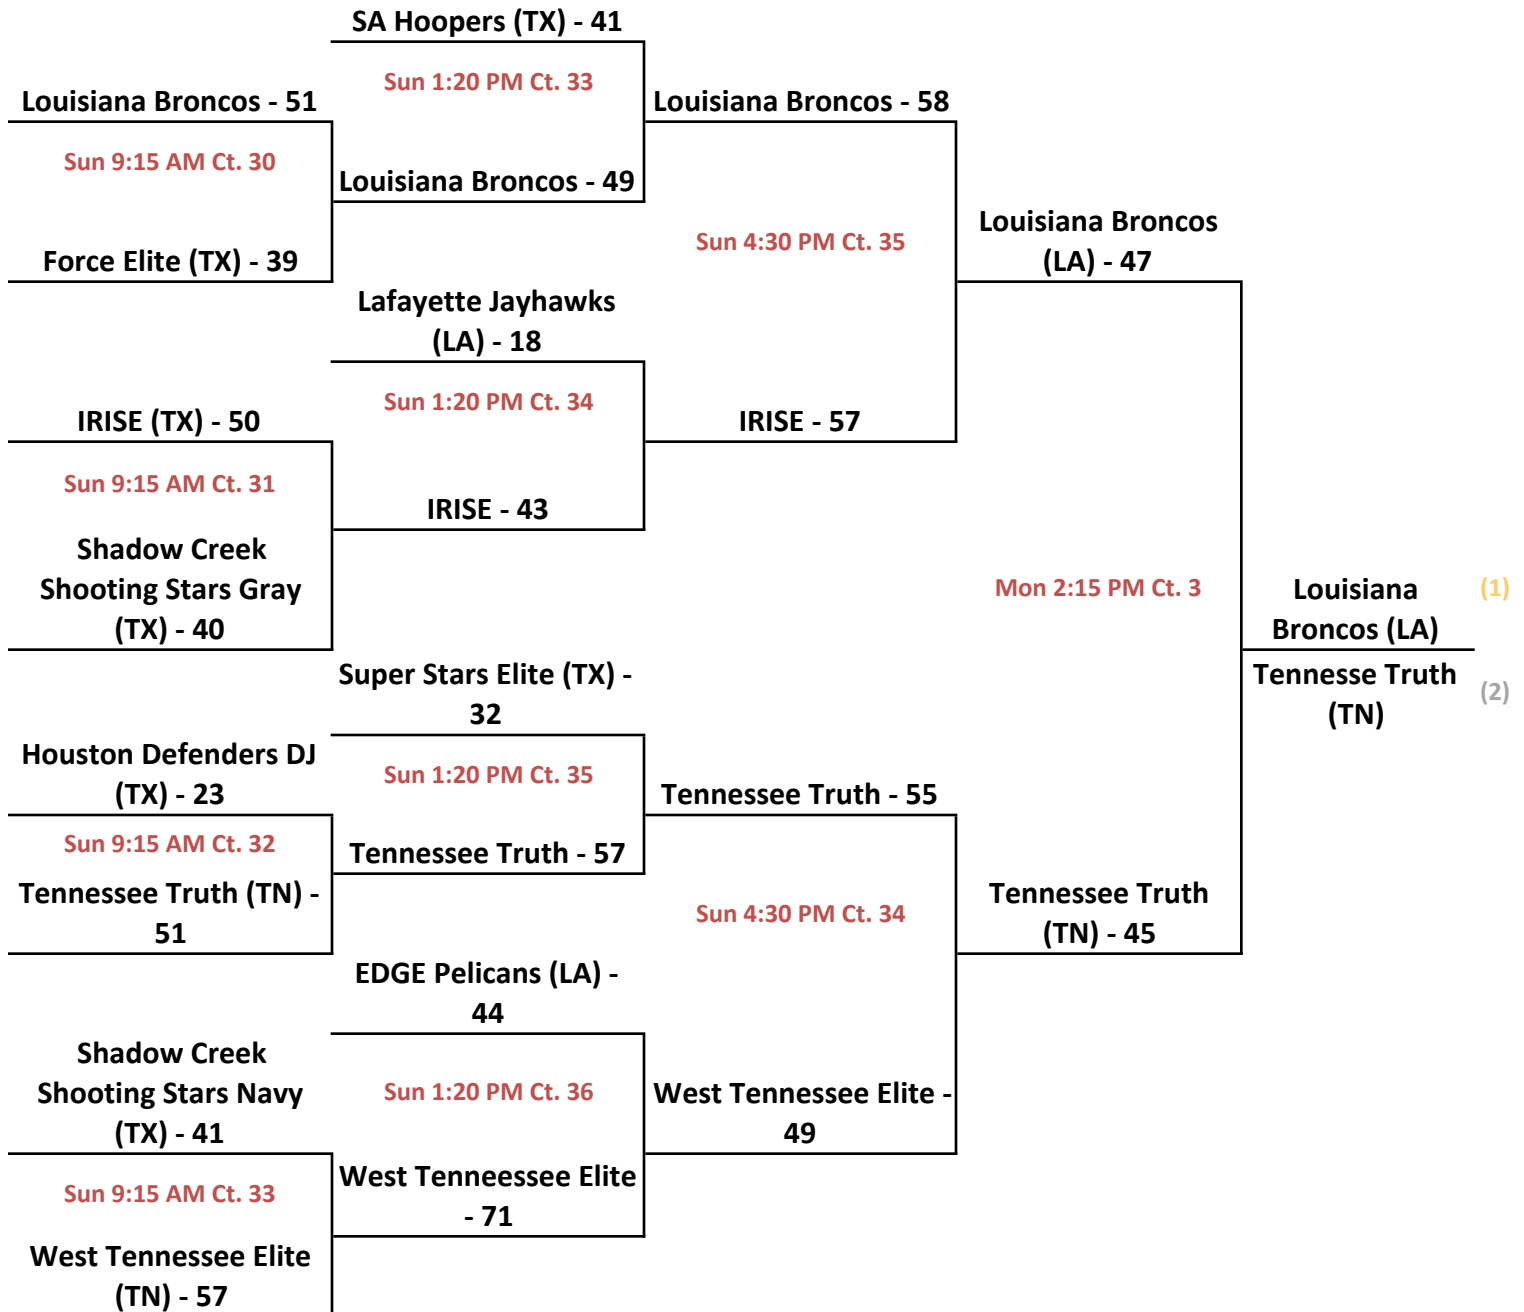 SA Hoopers (TX) - 41
Sun 1:20 PM Ct. 33
Louisiana Broncos - 51
Louisiana Broncos - 58
Sun 9:15 AM Ct. 30
Louisiana Broncos - 49
Louisiana Broncos
(LA) - 47
Sun 4:30 PM Ct. 35
Force Elite (TX) - 39
Lafayette Jayhawks
(LA) - 18
Sun 1:20 PM Ct. 34
IRISE (TX) - 50
IRISE - 57
Sun 9:15 AM Ct. 31
IRISE - 43
Shadow Creek
Shooting Stars Gray
(TX) - 40
Mon 2:15 PM Ct. 3
Louisiana
Broncos (LA)
(1)
Tennesse Truth
(TN)
(2)
Super Stars Elite (TX) -
32
Houston Defenders DJ
(TX) - 23
Sun 1:20 PM Ct. 35
Tennessee Truth - 55
Sun 9:15 AM Ct. 32
Tennessee Truth - 57
Tennessee Truth (TN) -
51
Sun 4:30 PM Ct. 34
Tennessee Truth
(TN) - 45
EDGE Pelicans (LA) -
44
Shadow Creek
Shooting Stars Navy
(TX) - 41
Sun 1:20 PM Ct. 36
West Tennessee Elite -
49
Sun 9:15 AM Ct. 33
West Tenneessee Elite
- 71
West Tennessee Elite
(TN) - 57